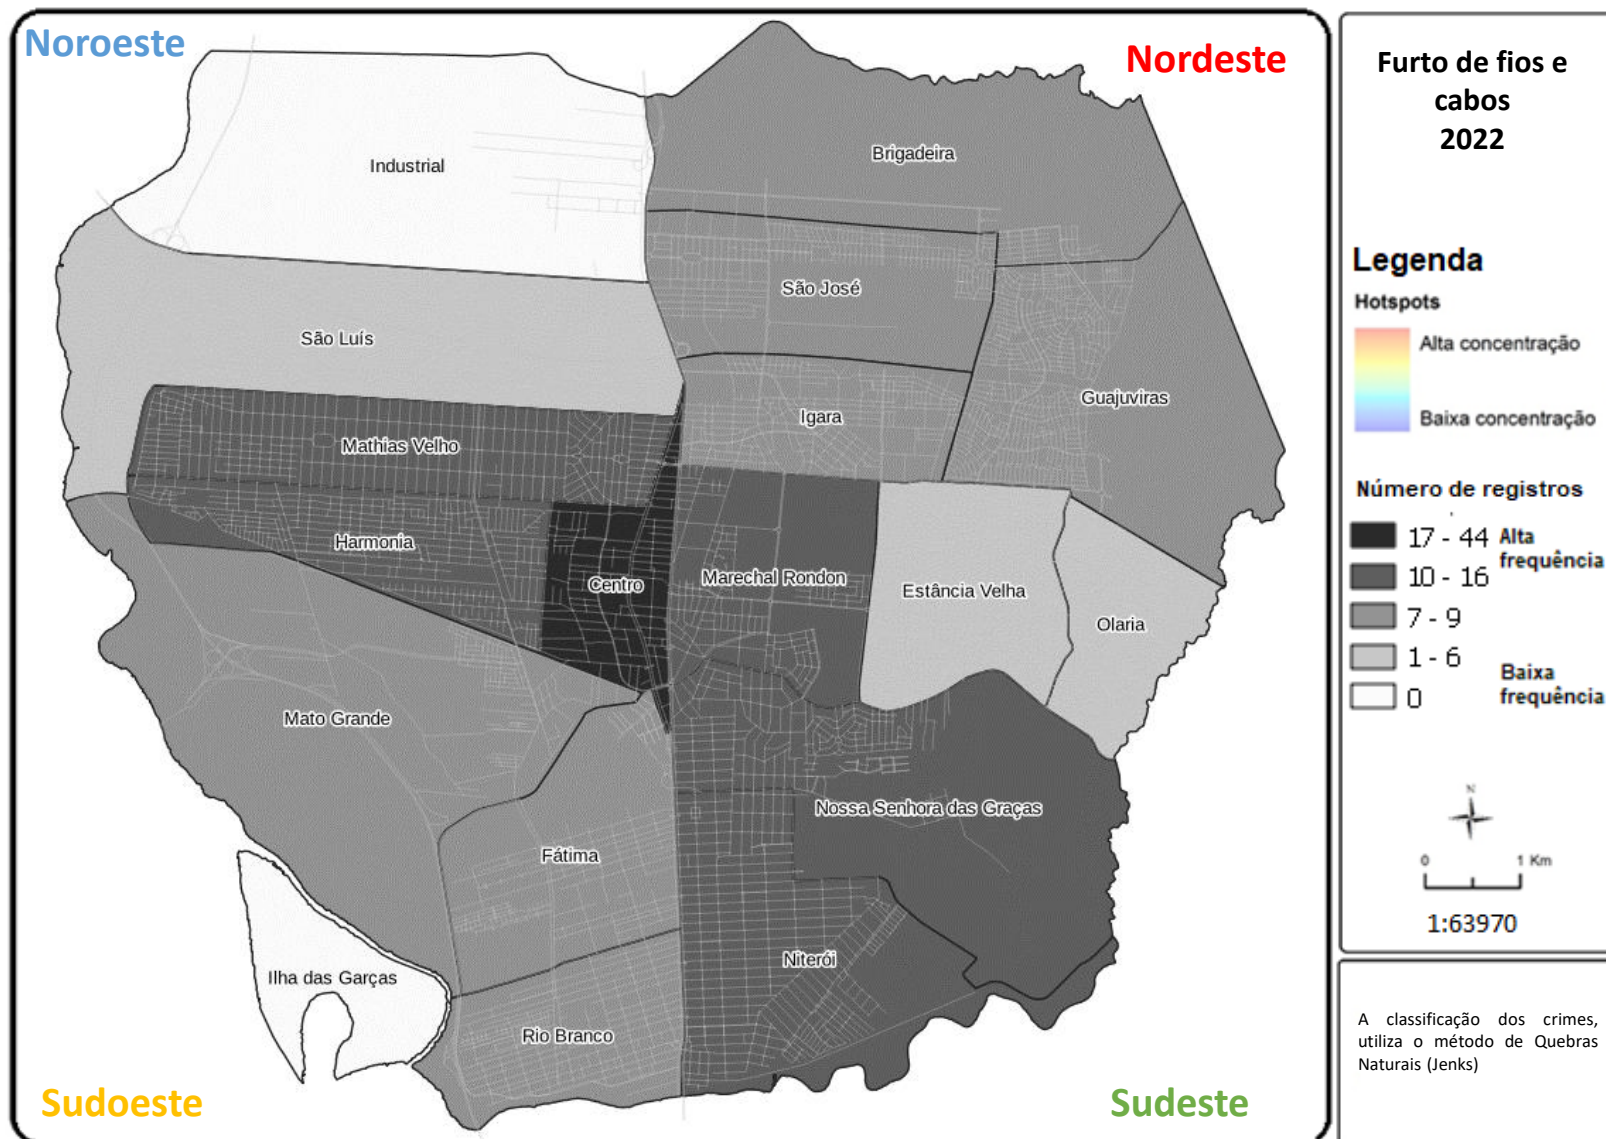 Noroeste
Nordeste
Industrial
Brigadeira
São José
São Luís
Guajuviras
Igara
Mathias Velho
Harmonia
Centro
Marechal Rondon
Estância Velha
Olaria
Mato Grande
Nossa Senhora das Graças
Fátima
Niterói
Ilha das Garças
Rio Branco
Sudoeste
Sudeste
Furto de fios e
cabos
2022
Legenda
Hotspots
Alta concentração
Baixa concentração
Número de registros
17 - 44 Alta
frequência
10 - 16
7 - 9
1 - 6
Baixa
frequência
0
N
0 1 Km
1:63970
A classificação dos crimes,
utiliza o método de Quebras
Naturais (Jenks)